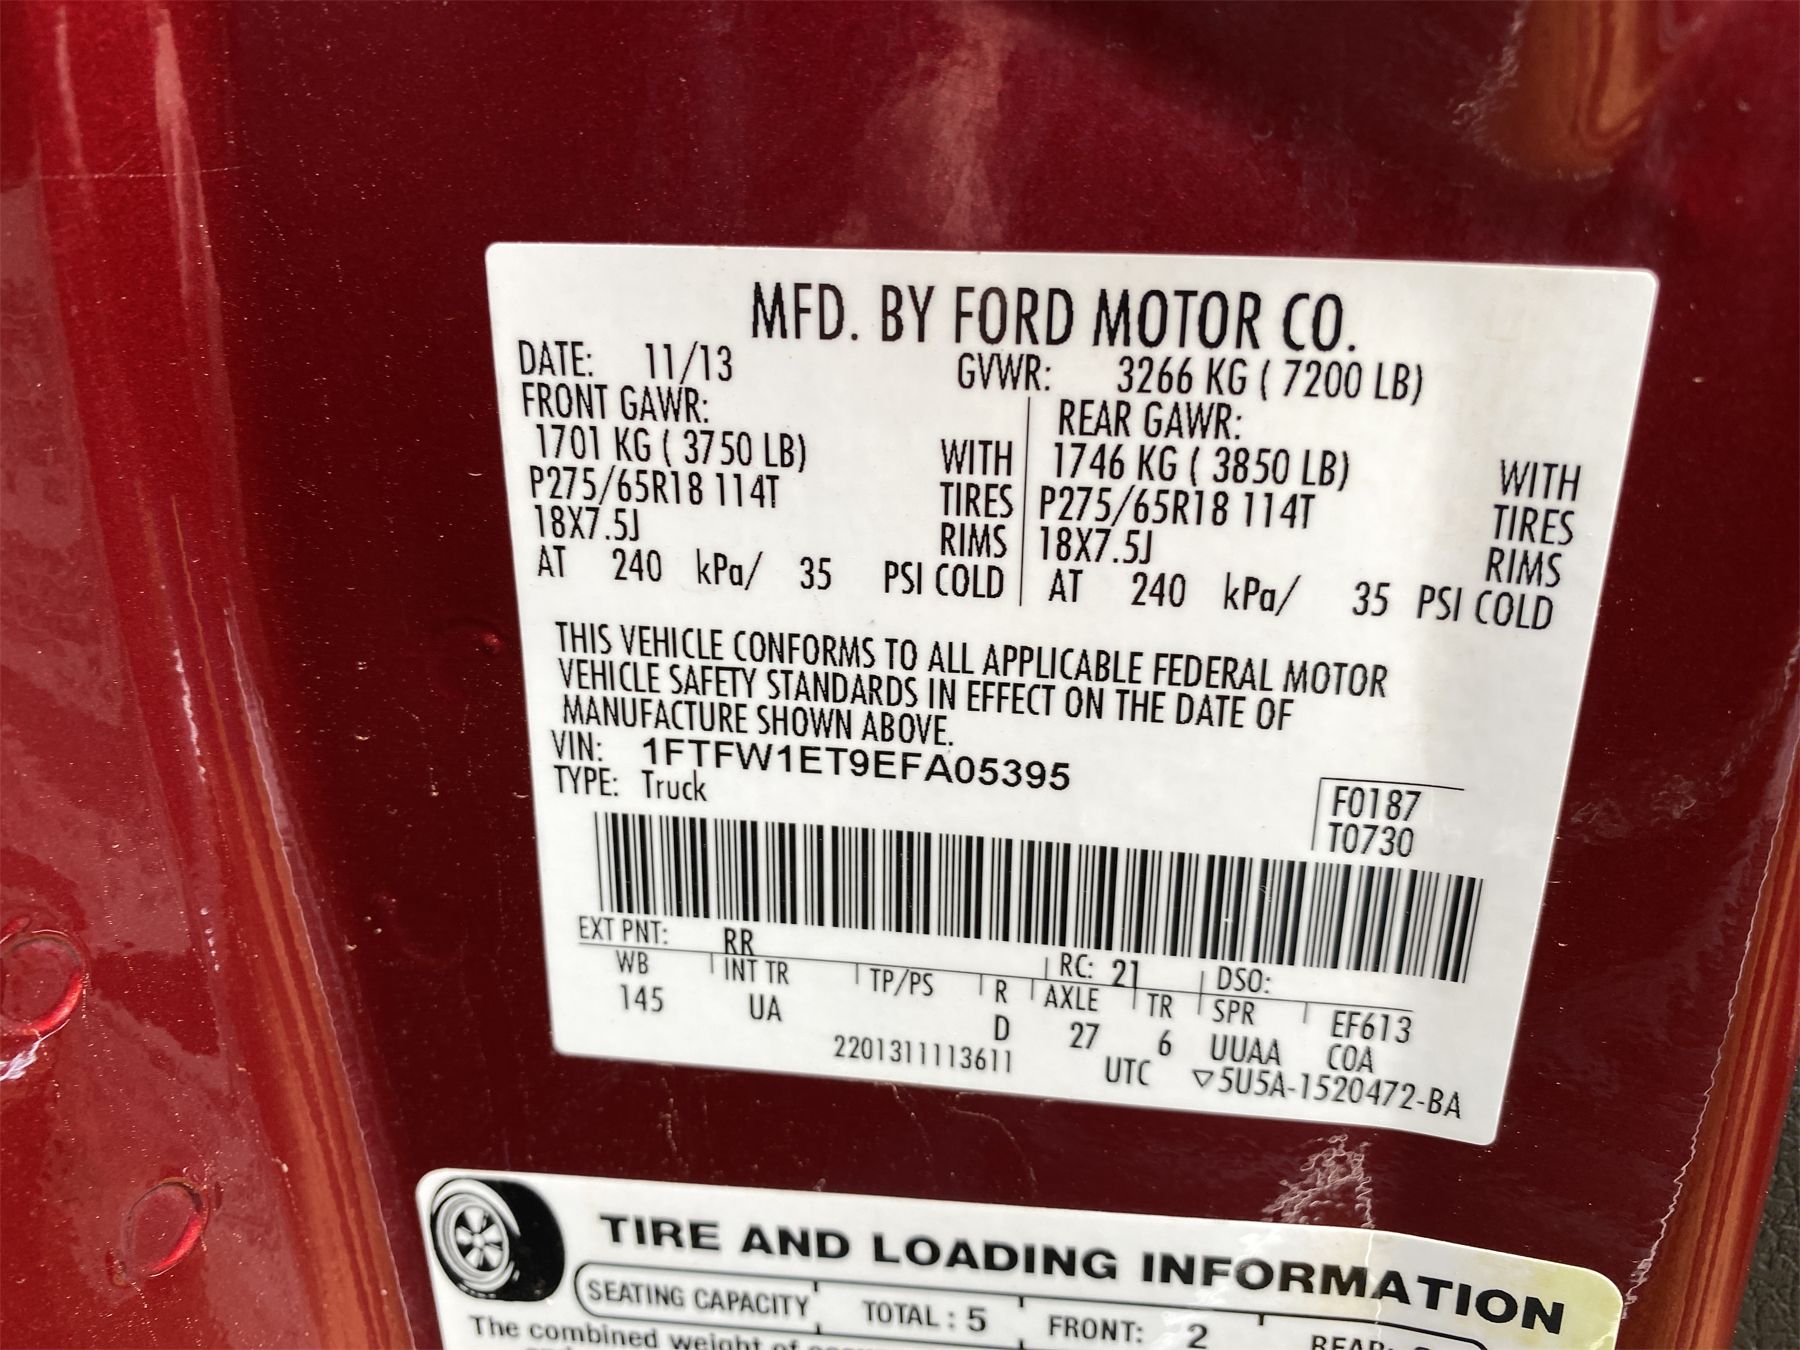 MFD. BY FORD MOTOR CO.
DATE: 11/13 GVWR: 3266 KG ( 7200 LB)
FRONT GAWR: REAR GAWR:
1701 KG ( 3750 LB) WITH 1746 KG ( 3850 LB) WITH
P275/65R18 114T TIRES P275/65R18 114T TIRES
18X7.5J RIMS 18X7.5J RIMS
AT 240 kPa/ 35 PSI COLD AT 240 kPa/ 35 PSI COLD
THIS VEHICLE CONFORMS TO ALL APPLICABLE FEDERAL MOTOR
VEHICLE SAFETY STANDARDS IN EFFECT ON THE DATE OF
MANUFACTURE SHOWN ABOVE.
VIN: 1FTFW1ET9EFA05395
TYPE: Truck F0187
T0730
EXT PNT: RR RC: 21 DSO:
WB INT TR TP/PS R AXLE TR SPR EF613
145 UA D 27 6 UUAA COA
2201311113611 UTC ▽5U5A-1520472-BA
TIRE AND LOADING INFORMATION
SEATING CAPACITY TOTAL : 5 FRONT: 2 REAR:
The combined weight of